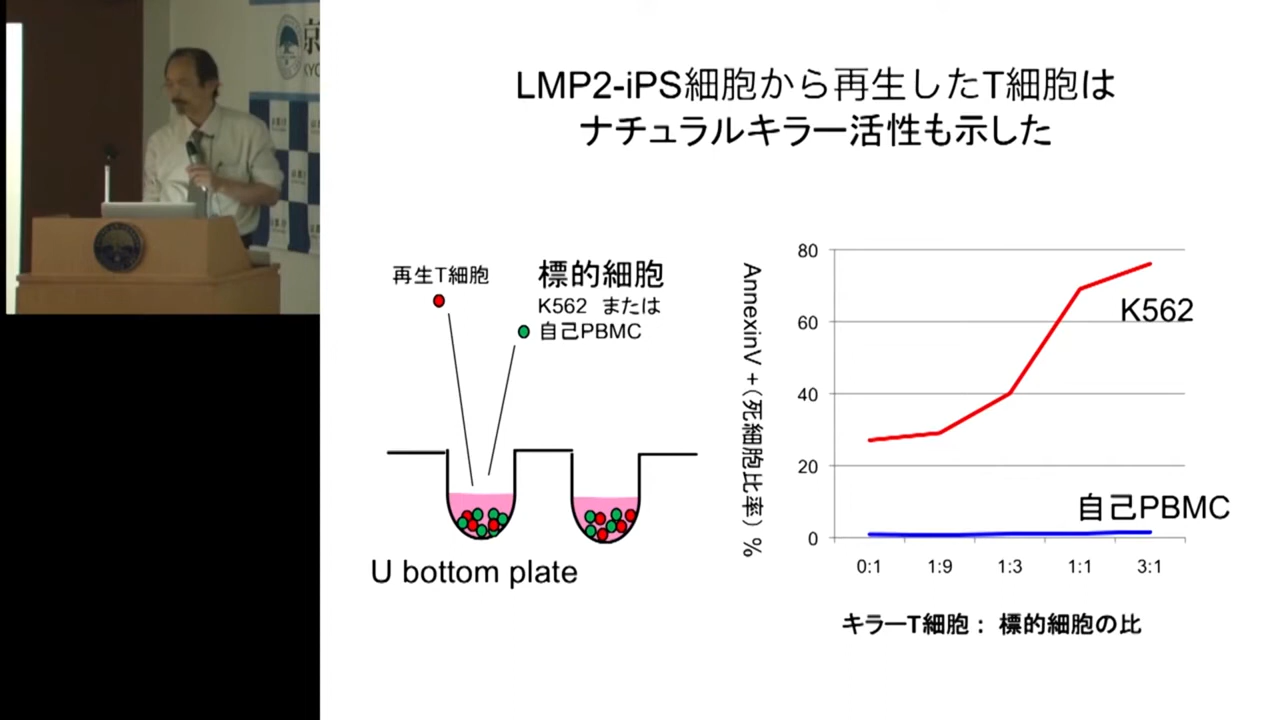 LMP2-iPS細胞から再生したT細胞は
ナチュラルキラー活性も示した
再生T細胞
標的細胞
K562 または
自己PBMC
U bottom plate
AnnexinV +(死細胞比率) %
80
60
40
20
0
K562
自己PBMC
0:1 1:9 1:3 1:1 3:1
キラーT細胞： 標的細胞の比
京
KYO